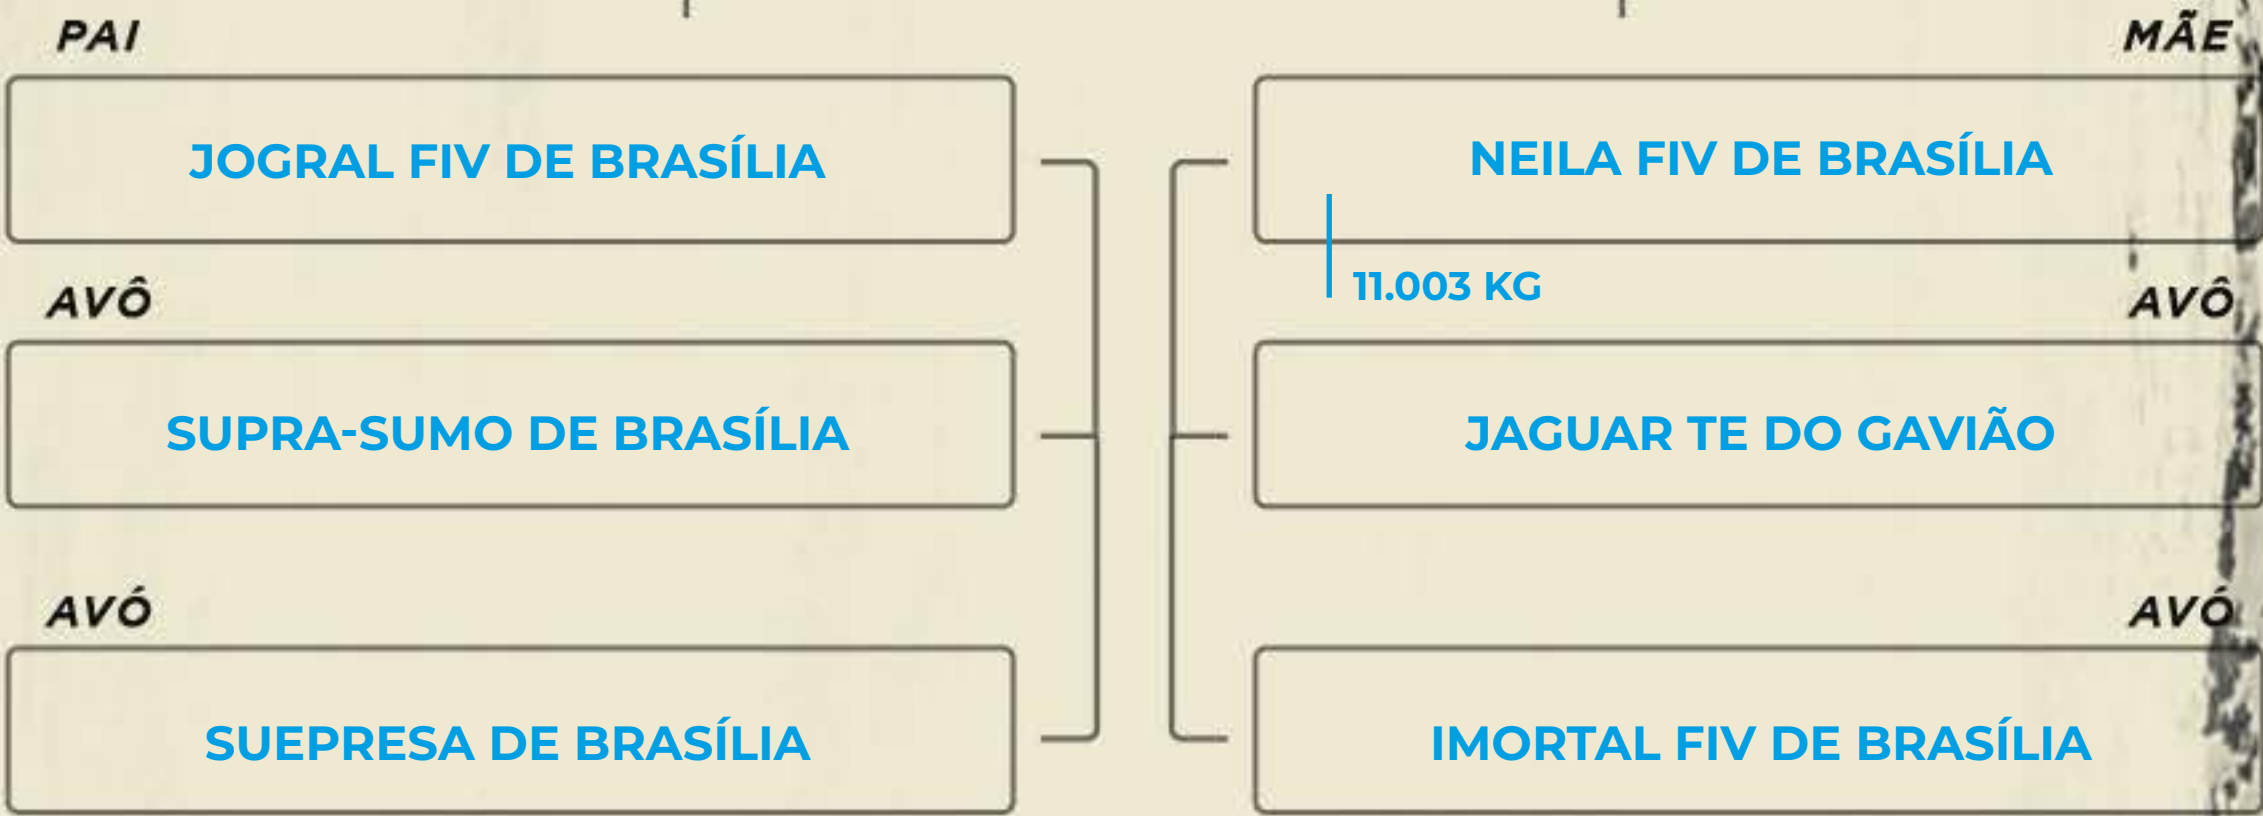 PAI
MÃE
JOGRAL FIV DE BRASÍLIA
NEILA FIV DE BRASÍLIA
11.003 KG
AVÔ
AVÔ
SUPRA-SUMO DE BRASÍLIA
JAGUAR TE DO GAVIÃO
AVÓ
AVÓ
SUEPRESA DE BRASÍLIA
IMORTAL FIV DE BRASÍLIA